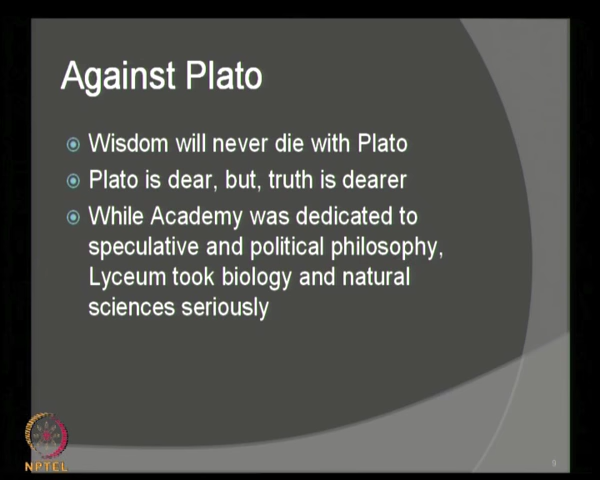 Against Plato
Wisdom will never die with Plato
Plato is dear, but, truth is dearer
While Academy was dedicated to
speculative and political philosophy,
Lyceum took biology and natural
sciences seriously
NPTEL
9